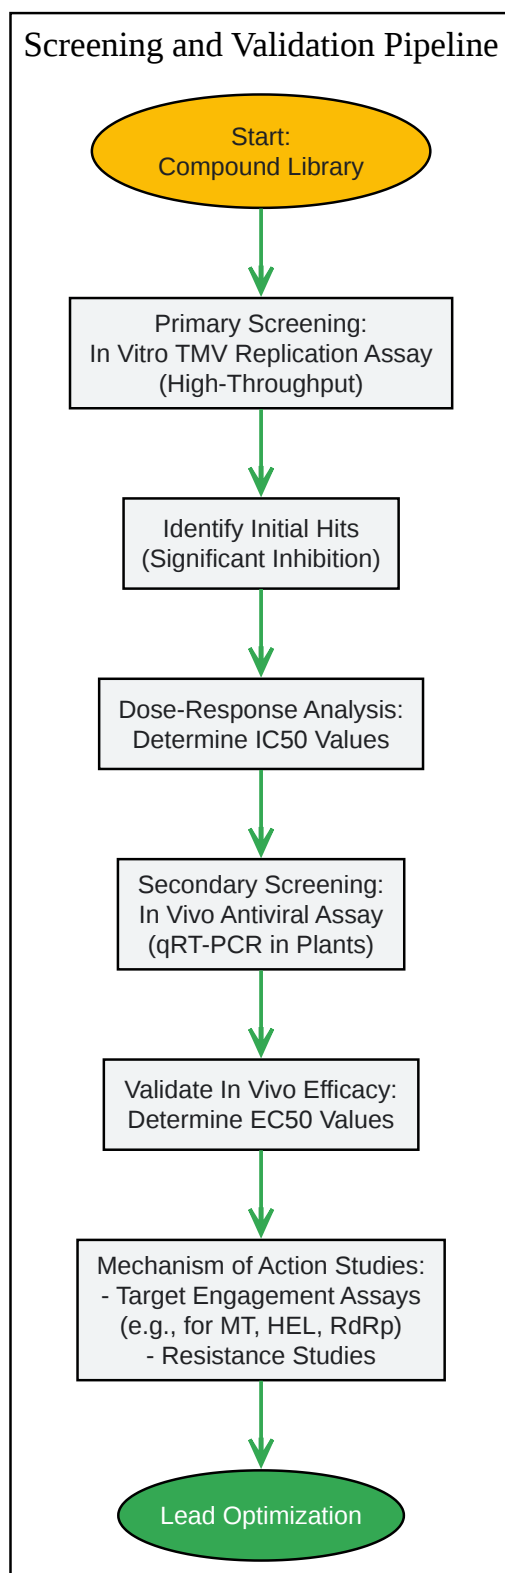 Screening and Validation Pipeline
Start:
Compound Library
Primary Screening:
In Vitro TMV Replication Assay
(High-Throughput)
Identify Initial Hits
(Significant Inhibition)
Dose-Response Analysis:
Determine IC50 Values
Secondary Screening:
In Vivo Antiviral Assay
(qRT-PCR in Plants)
Validate In Vivo Efficacy:
Determine EC50 Values
Mechanism of Action Studies:
- Target Engagement Assays
(e.g., for MT, HEL, RdRp)
- Resistance Studies
Lead Optimization